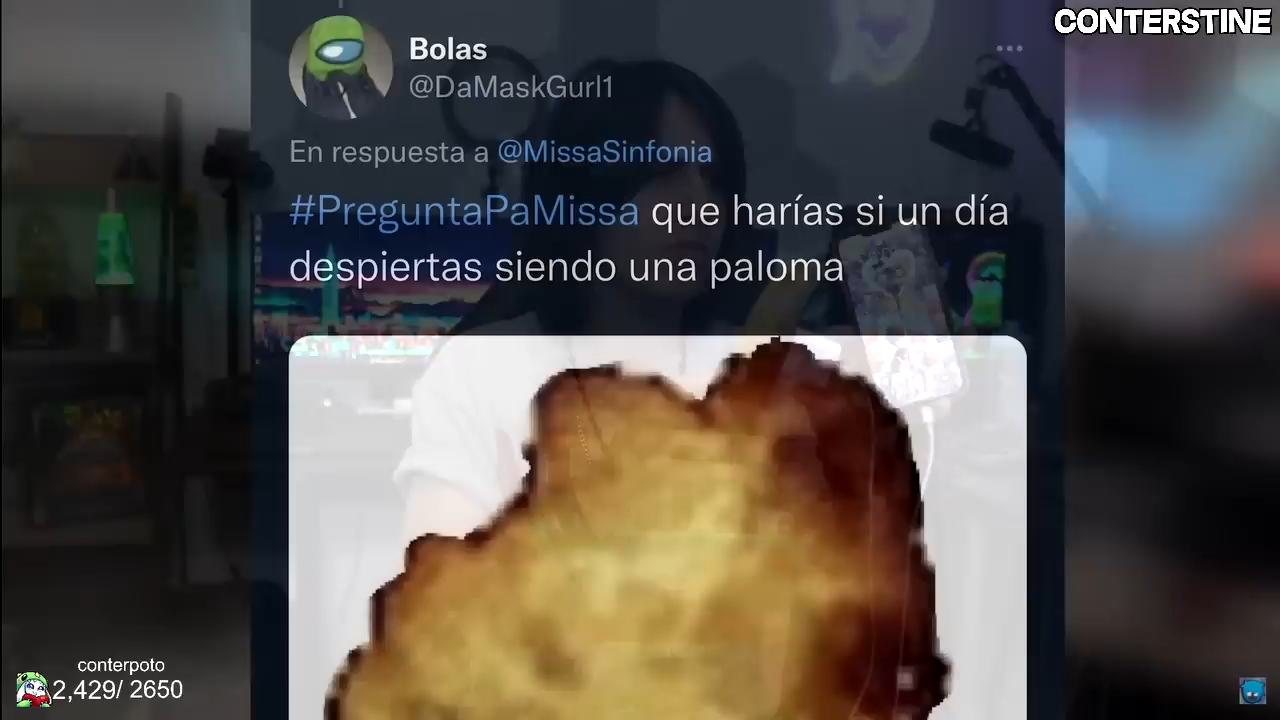 CONTERSTINE
Bolas
@DaMaskGurl1
En respuesta a @MissaSinfonia
#PreguntaPaMissa que harías si un día
despiertas siendo una paloma
conterpoto
2,429/ 2650